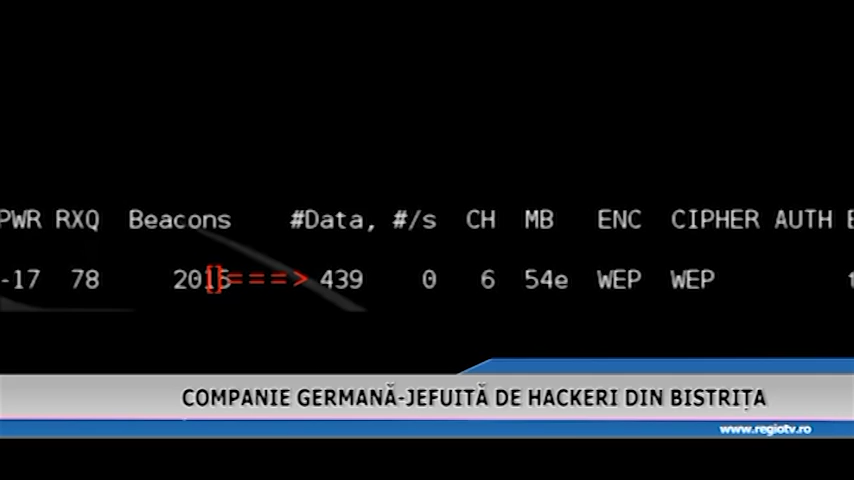 PWR RXQ Beacons #Data, #/s CH MB ENC CIPHER AUTH E
-17 78 2015 []===> 439 0 6 54e WEP WEP t
COMPANIE GERMANĂ-JEFUITĂ DE HACKERI DIN BISTRIȚA
www.regiotv.ro